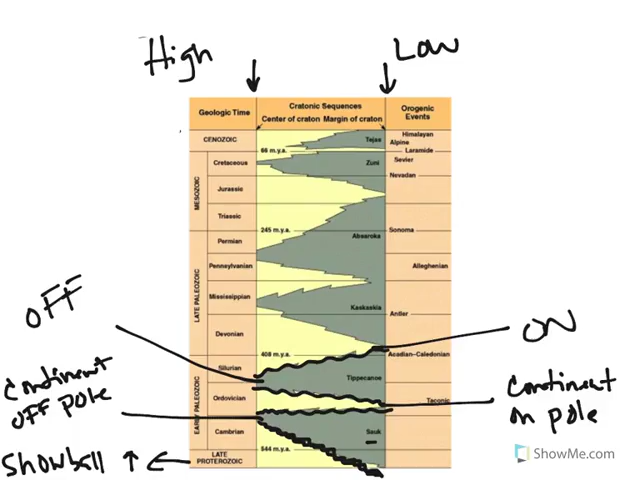 High
Low
Geologic Time
Cratonic Sequences
Center of craton Margin of craton
Orogenic
Events
CENOZOIC
Tejas
Himalayan
Alpine
66 m.y.a.
Laramide
MESOZOIC
Cretaceous
Zuni
Sevier
Nevadan
Jurassic
Triassic
245 m.y.a.
Sonoma
Absaroka
LATE PALEOZOIC
Permian
Pennsylvanian
Alleghenian
Mississippian
Kaskaskia
Antler
Devonian
OFF
ON
408 m.y.a.
Acadian-Caledonian
EARLY PALEOZOIC
Silurian
Tippecanoe
Ordovician
Taconic
Continent
off pole
Continent
on pole
Cambrian
Sauk
544 m.y.a.
Snowball
LATE
PROTEROZOIC
ShowMe.com